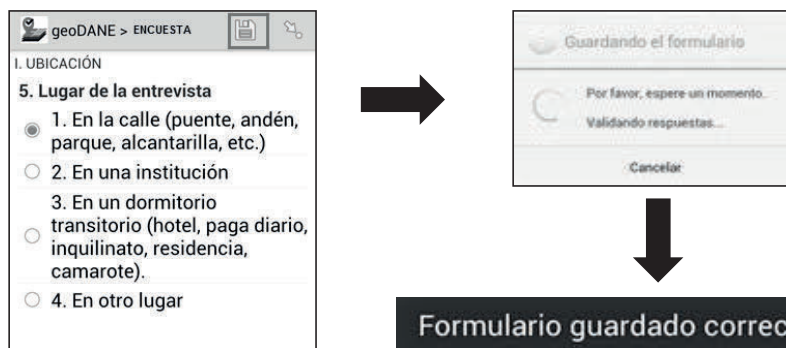 geoDANE > ENCUESTA
I. UBICACIÓN
5. Lugar de la entrevista
1. En la calle (puente, andén,
parque, alcantarilla, etc.)
2. En una institución
3. En un dormitorio
transitorio (hotel, paga diario,
inquilinato, residencia,
camarote).
4. En otro lugar
Guardando el formulario
Por favor, espere un momento.
Validando respuestas...
Cancelar
Formulario guardado correc